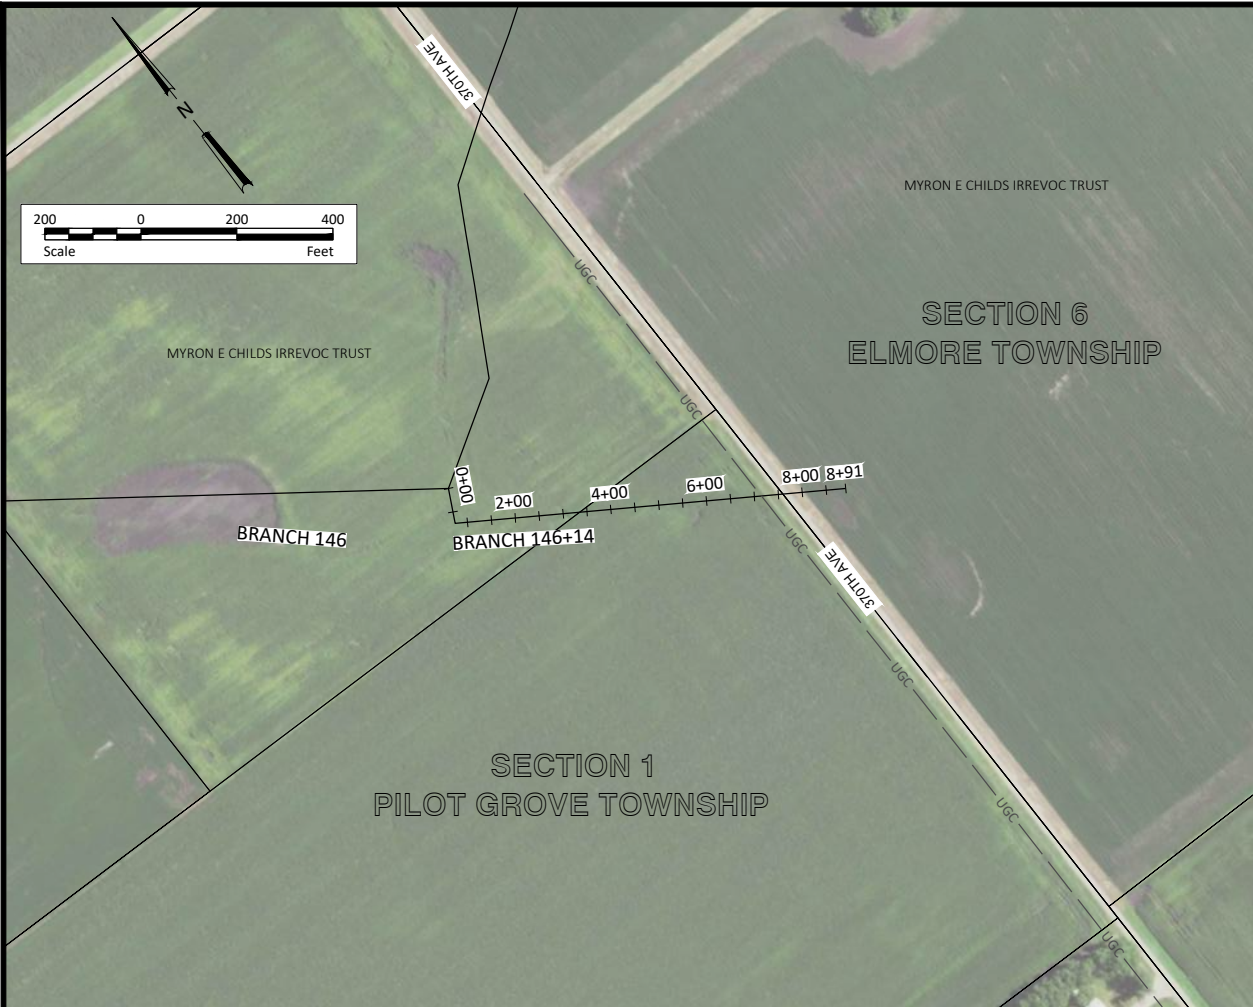 370TH AVE
N
200 0 200 400
Scale Feet
MYRON E CHILDS IRREVOC TRUST
UGC
SECTION 6
ELMORE TOWNSHIP
MYRON E CHILDS IRREVOC TRUST
UGC
0+00
2+00
4+00
6+00
8+00
8+91
BRANCH 146
BRANCH 146+14
UGC
370TH AVE
UGC
SECTION 1
PILOT GROVE TOWNSHIP
UGC
UGC